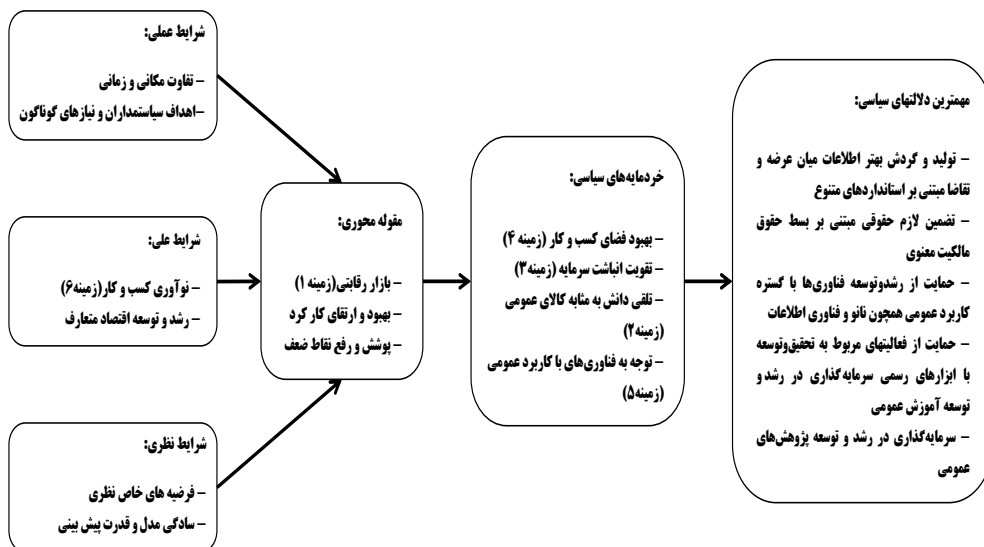 شرایط عملی:
- تفاوت مکانی و زمانی
-اهداف سیاستمداران و نیازهای گوناگون
شرایط علی:
- نوآوری کسب و کار(زمینه۶)
- رشد و توسعه اقتصاد متعارف
شرایط نظری:
- فرضیه های خاص نظری
- سادگی مدل و قدرت پیش بینی
مقوله محوری:
- بازار رقابتی(زمینه ۱)
- بهبود و ارتقای کار کرد
- پوشش و رفع نقاط ضعف
خردمایه‌های سیاسی:
- بهبود فضای کسب و کار (زمینه ۴)
- تقویت انباشت سرمایه (زمینه۳)
- تلقی دانش به مثابه کالای عمومی
(زمینه۲)
- توجه به فناوری‌های با کاربرد عمومی
(زمینه۵)
مهمترین دلالتهای سیاسی:
- تولید و گردش بهتر اطلاعات میان عرضه و
تقاضا مبتنی بر استانداردهای متنوع
- تضمین لازم حقوقی مبتنی بر بسط حقوق
مالکیت معنوی
- حمایت از رشدوتوسعه فناوری‌ها با گستره
کاربرد عمومی همچون نانو و فناوری اطلاعات
- حمایت از فعالیتهای مربوط به تحقیق‌وتوسعه
با ابزارهای رسمی سرمایه‌گذاری در رشد و
توسعه آموزش عمومی
- سرمایه‌گذاری در رشد و توسعه پژوهش‌های
عمومی